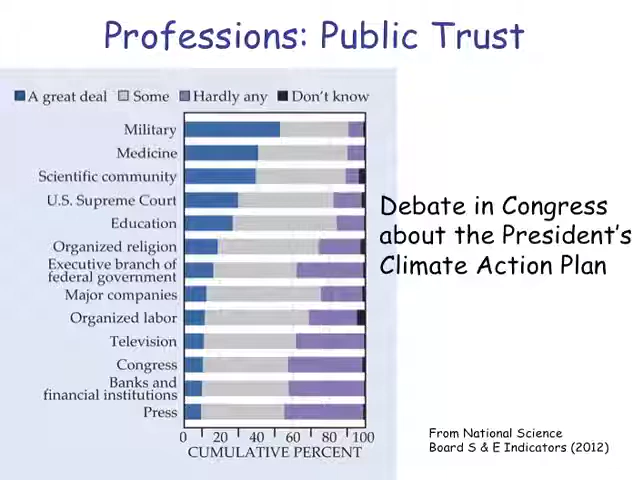 Professions: Public Trust
A great deal Some Hardly any Don't know
Military
Medicine
Scientific community
U.S. Supreme Court
Education
Organized religion
Executive branch of
federal government
Major companies
Organized labor
Television
Congress
Banks and
financial institutions
Press
0 20 40 60 80 100
CUMULATIVE PERCENT
Debate in Congress
about the President's
Climate Action Plan
From National Science
Board S & E Indicators (2012)